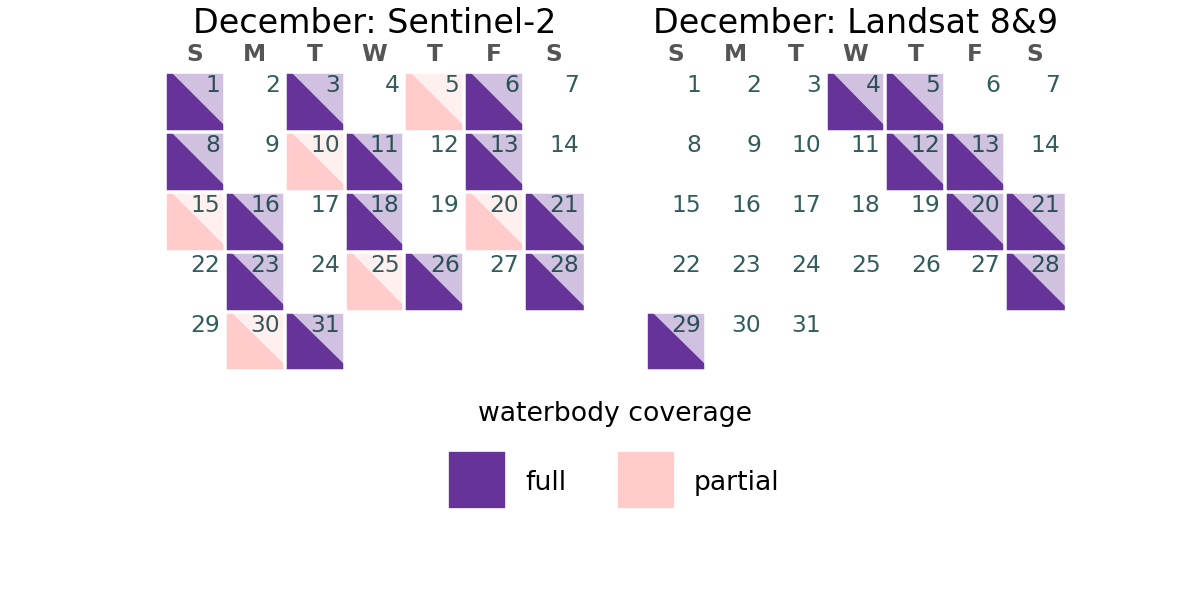 December: Sentinel-2
S M T W T F S
1 2 3 4 5 6 7
8 9 10 11 12 13 14
15 16 17 18 19 20 21
22 23 24 25 26 27 28
29 30 31
December: Landsat 8&9
S M T W T F S
1 2 3 4 5 6 7
8 9 10 11 12 13 14
15 16 17 18 19 20 21
22 23 24 25 26 27 28
29 30 31
waterbody coverage
full partial